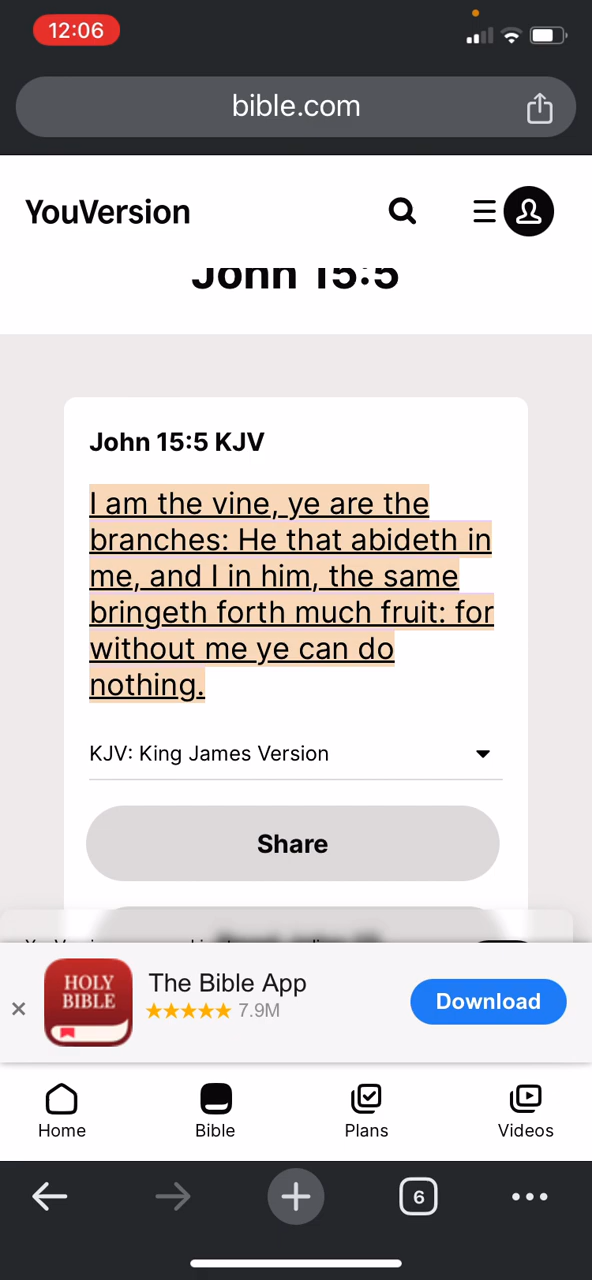 12:06
bible.com
YouVersion
John 15:5
John 15:5 KJV
I am the vine, ye are the
branches: He that abideth in
me, and I in him, the same
bringeth forth much fruit: for
without me ye can do
nothing.
KJV: King James Version
Share
HOLY
BIBLE
The Bible App
7.9M
Download
Home
Bible
Plans
Videos
6